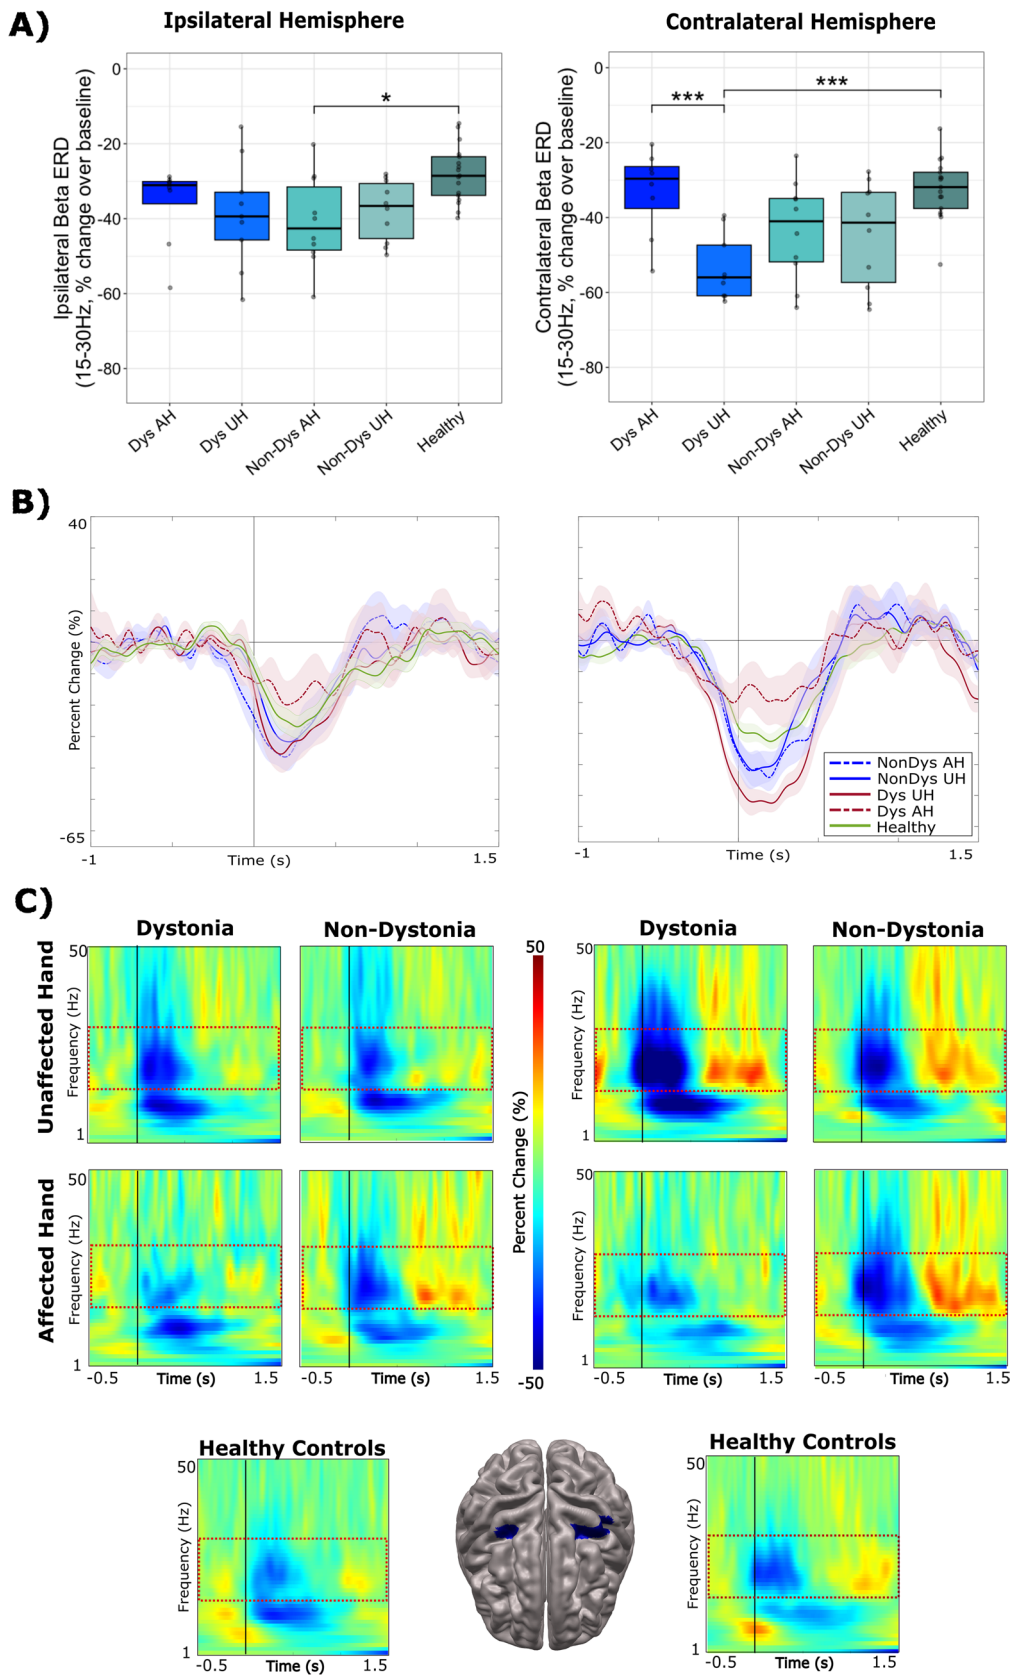 A)
Ipsilateral Hemisphere
Contralateral Hemisphere
Ipsilateral Beta ERD
(15-30Hz, % change over baseline)
0
-20
-40
-60
-80
*
Dys AH
Dys UH
Non-Dys AH
Non-Dys UH
Healthy
Contralateral Beta ERD
(15-30Hz, % change over baseline)
0
-20
-40
-60
-80
***
***
Dys AH
Dys UH
Non-Dys AH
Non-Dys UH
Healthy
B)
40
Percent Change (%)
-65
-1
Time (s)
1.5
NonDys AH
NonDys UH
Dys UH
Dys AH
Healthy
-1
Time (s)
1.5
C)
Dystonia
Non-Dystonia
Dystonia
Non-Dystonia
Unaffected Hand
50
Frequency (Hz)
1
50
Percent Change (%)
-50
50
Frequency (Hz)
1
Affected Hand
50
Frequency (Hz)
1
-0.5
Time (s)
1.5
Time (s)
50
Frequency (Hz)
1
-0.5
Time (s)
1.5
Time (s)
Healthy Controls
50
Frequency (Hz)
1
-0.5
Time (s)
1.5
Healthy Controls
50
Frequency (Hz)
1
-0.5
Time (s)
1.5